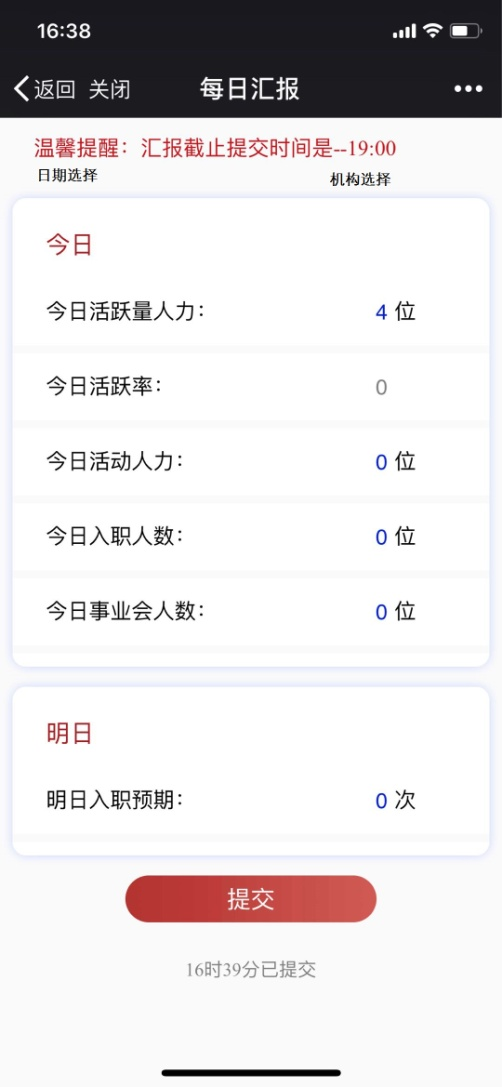 16:38
返回 关闭 每日汇报
温馨提醒：汇报截止提交时间是--19:00
日期选择 机构选择
今日
今日活跃量人力： 4 位
今日活跃率： 0
今日活动人力： 0 位
今日入职人数： 0 位
今日事业会人数： 0 位
明日
明日入职预期： 0 次
提交
16时39分已提交